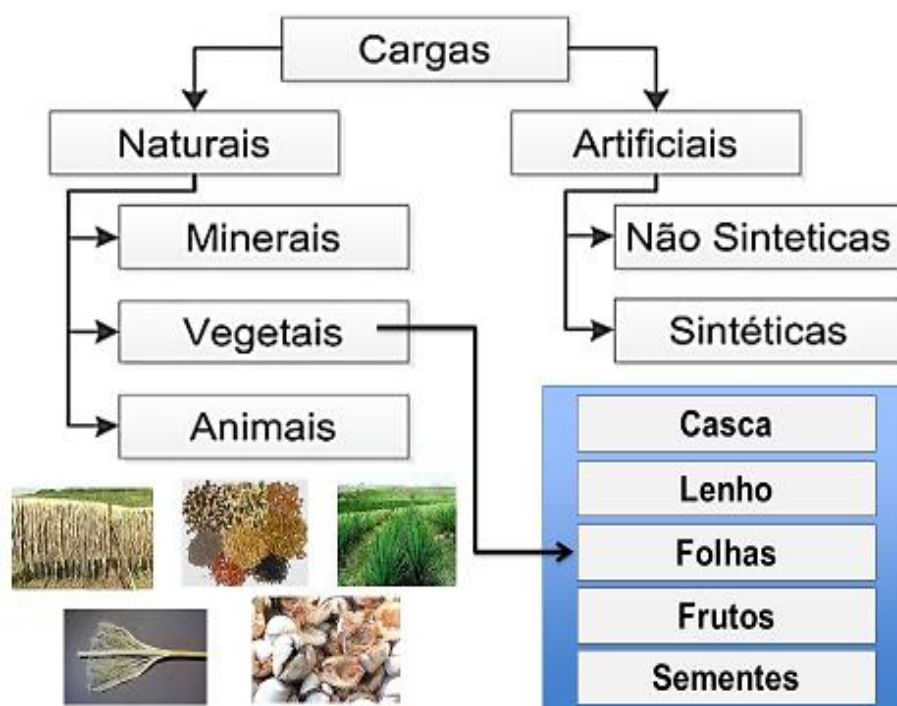 Cargas
Naturais
Artificiais
Minerais
Não Sinteticas
Vegetais
Sintéticas
Animais
Casca
Lenho
Folhas
Frutos
Sementes